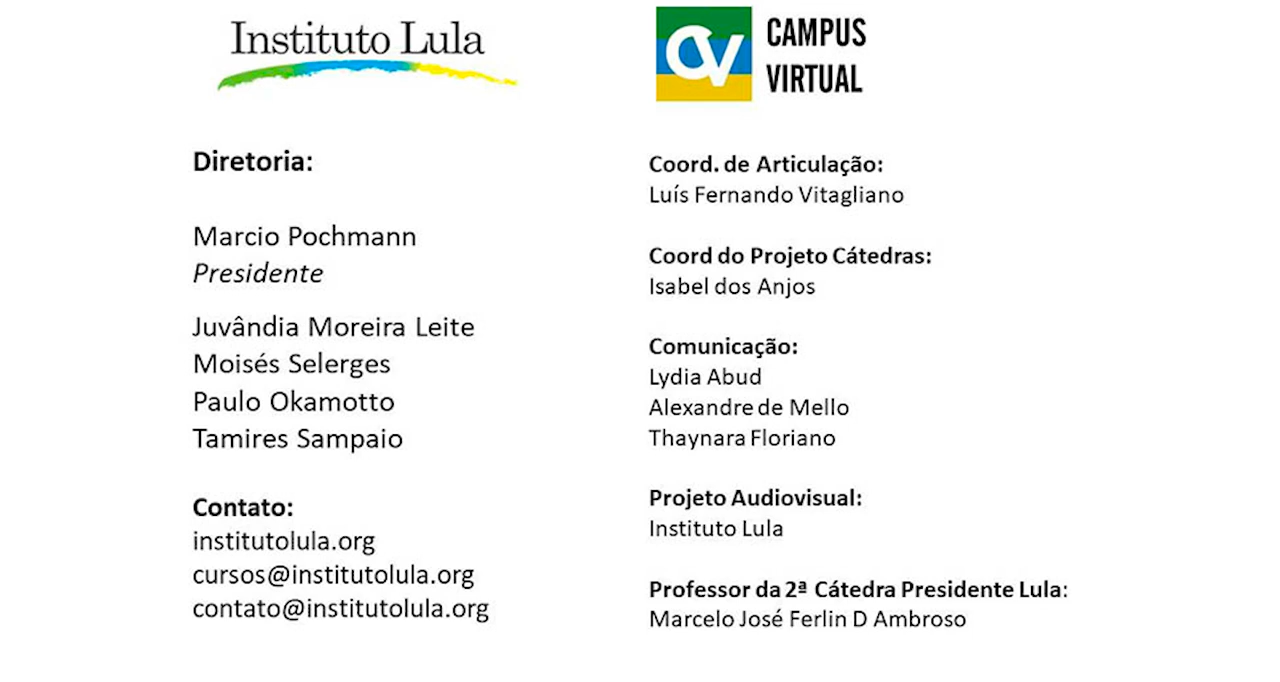 Instituto Lula
Diretoria:
Marcio Pochmann
Presidente
Juvândia Moreira Leite
Moisés Selerges
Paulo Okamotto
Tamires Sampaio
Contato:
institutolula.org
cursos@institutolula.org
contato@institutolula.org
CV
CAMPUS
VIRTUAL
Coord. de Articulação:
Luís Fernando Vitagliano
Coord do Projeto Cátedras:
Isabel dos Anjos
Comunicação:
Lydia Abud
Alexandre de Mello
Thaynara Floriano
Projeto Audiovisual:
Instituto Lula
Professor da 2ª Cátedra Presidente Lula:
Marcelo José Ferlin D Ambroso